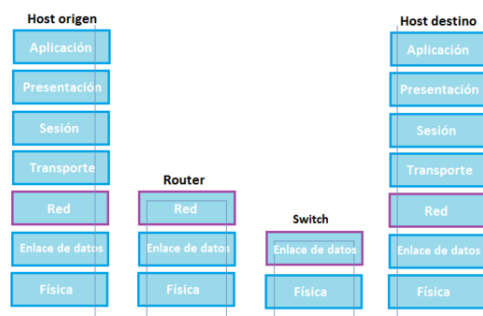 Host origen
Aplicación
Presentación
Sesión
Transporte
Red
Enlace de datos
Física
Router
Red
Enlace de datos
Física
Switch
Enlace de datos
Física
Host destino
Aplicación
Presentación
Sesión
Transporte
Red
Enlace de datos
Física